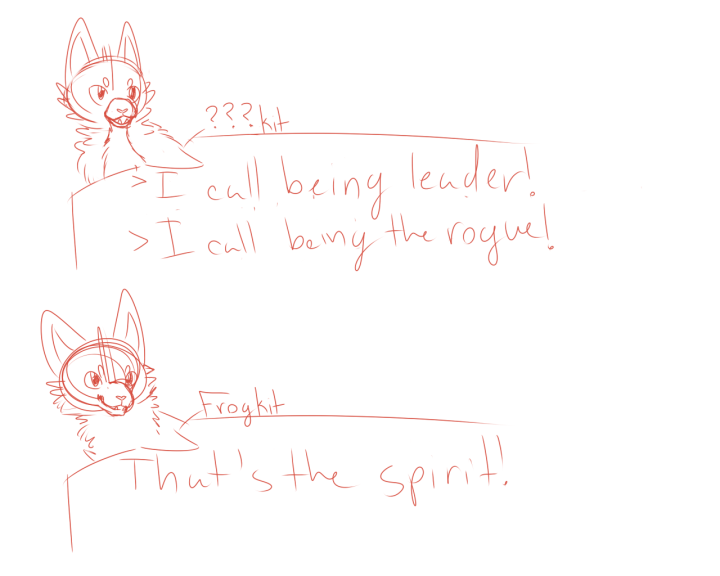 ???kit
>I call being leader!
>I call being the rogue!
Frogkit
That's the spirit!